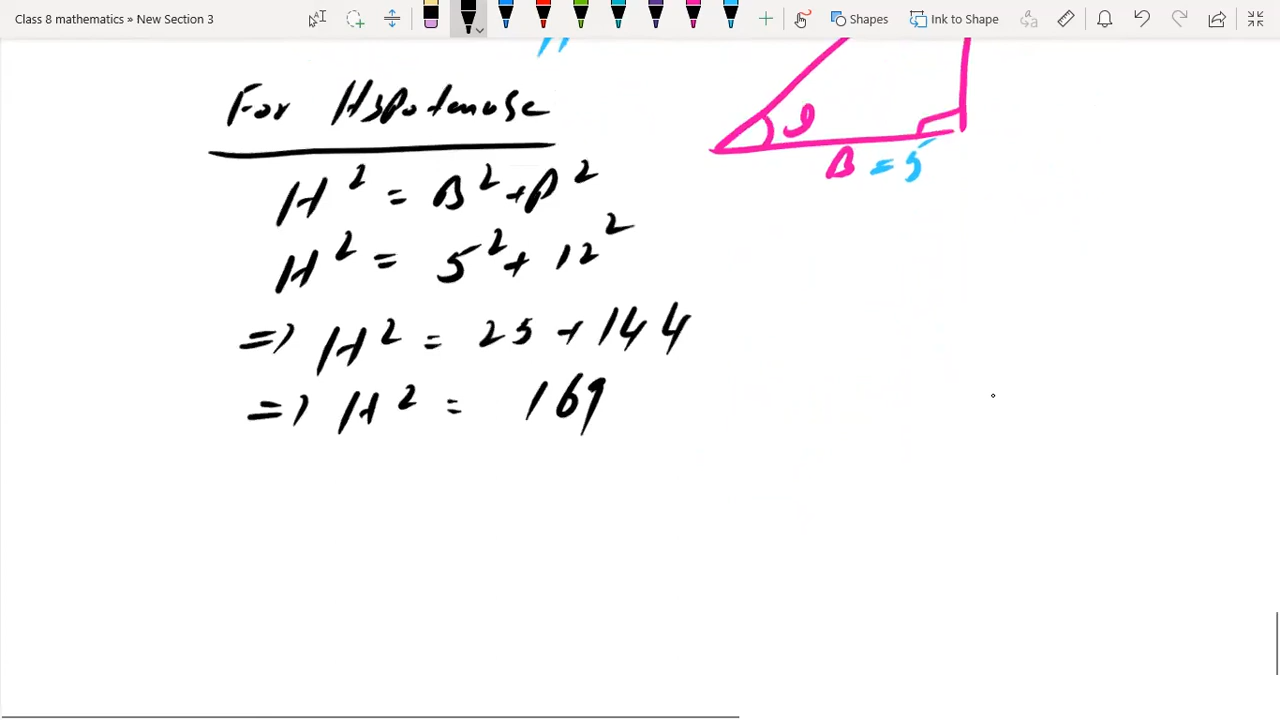 Class 8 mathematics » New Section 3
Shapes
Ink to Shape
For Hypotenuse
θ
B = 5
H² = B² + P²
H² = 5² + 12²
=> H² = 25 + 144
=> H² = 169